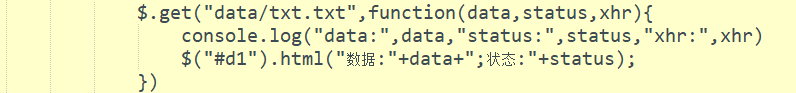 $.get("data/txt.txt",function(data,status,xhr){
console.log("data:",data,"status:",status,"xhr:",xhr)
$("#d1").html("数据:"+data+";状态:"+status);
})